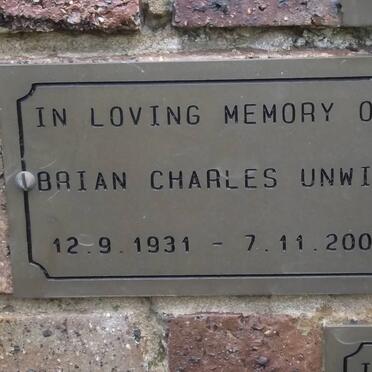 IN LOVING MEMORY O
BRIAN CHARLES UNWI
12.9.1931 - 7.11.200